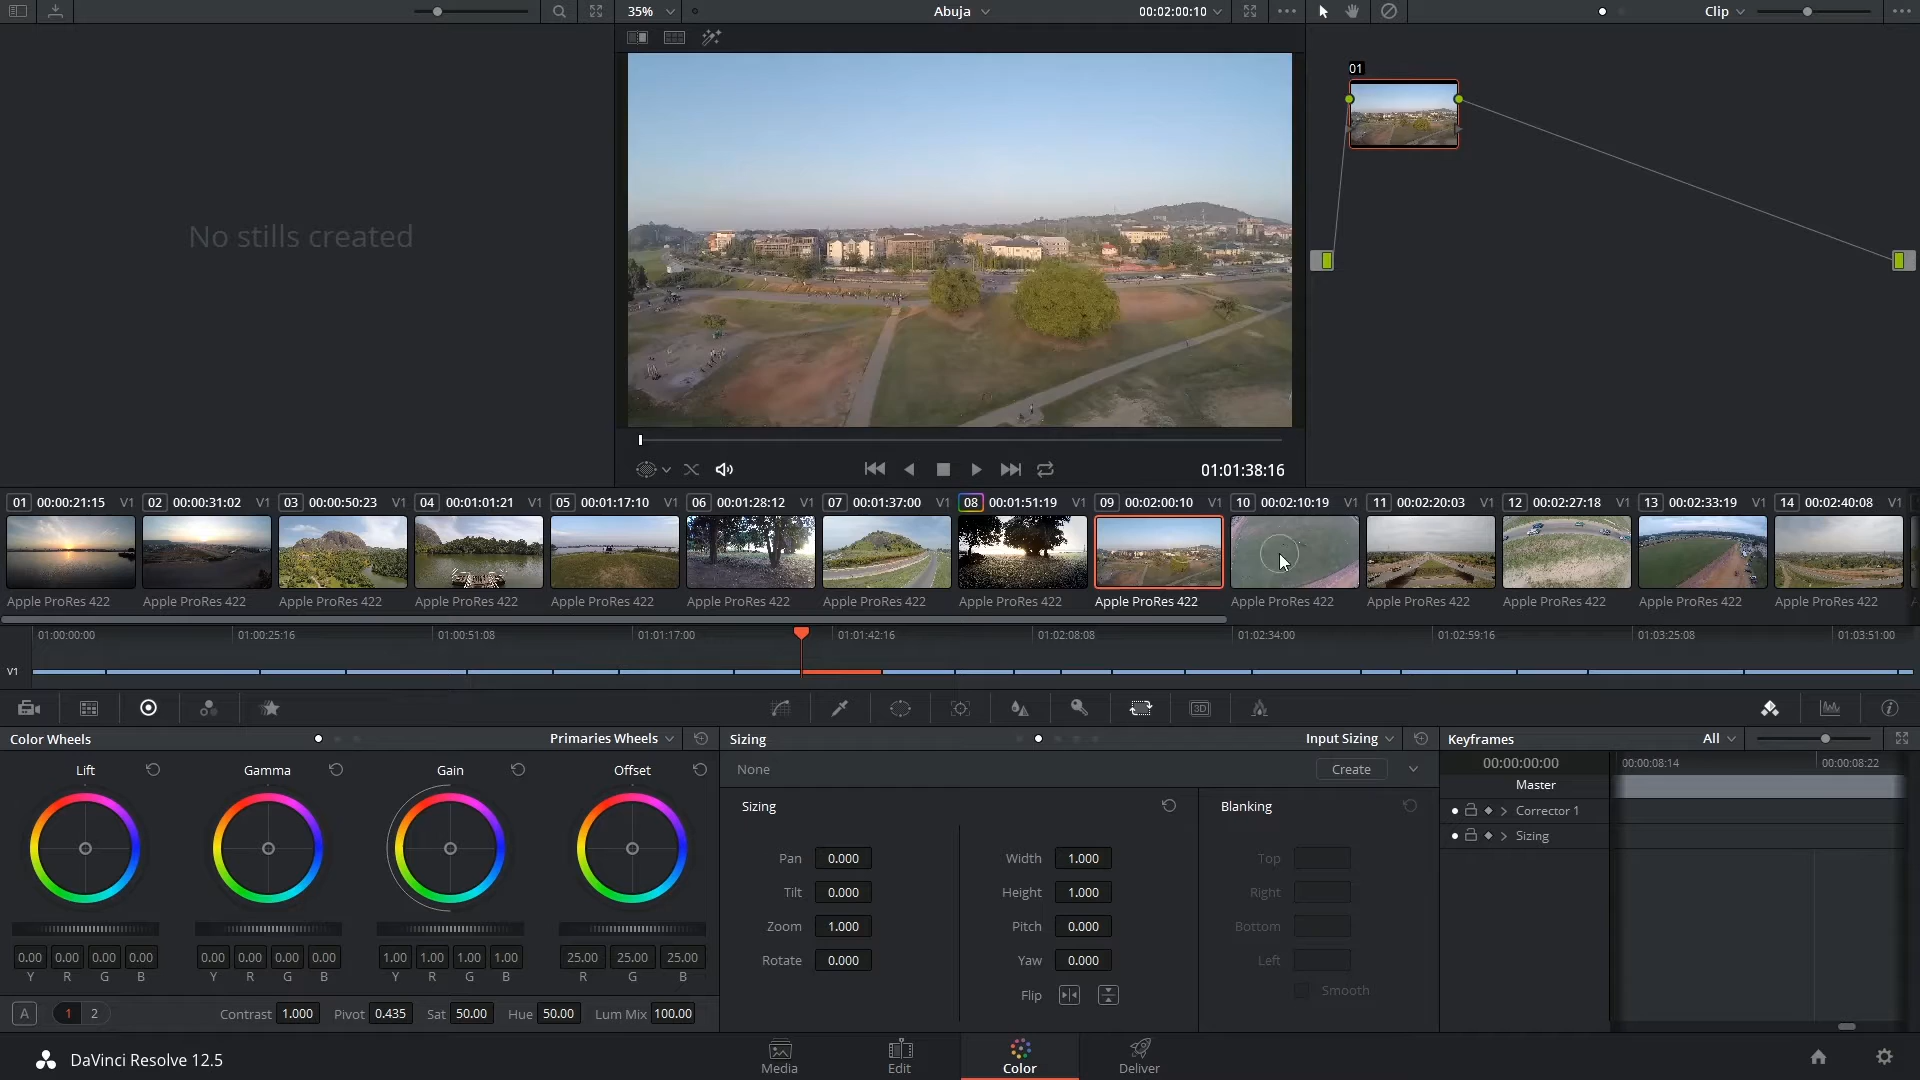 35%
Abuja
00:02:00:10
Clip
01
No stills created
01:01:38:16
01 00:00:21:15 V1
02 00:00:31:02 V1
03 00:00:50:23 V1
04 00:01:01:21 V1
05 00:01:17:10 V1
06 00:01:28:12 V1
07 00:01:37:00 V1
08 00:01:51:19 V1
09 00:02:00:10 V1
10 00:02:10:19 V1
11 00:02:20:03 V1
12 00:02:27:18 V1
13 00:02:33:19 V1
14 00:02:40:08 V1
Apple ProRes 422
Apple ProRes 422
Apple ProRes 422
Apple ProRes 422
Apple ProRes 422
Apple ProRes 422
Apple ProRes 422
Apple ProRes 422
Apple ProRes 422
Apple ProRes 422
Apple ProRes 422
Apple ProRes 422
Apple ProRes 422
Apple ProRes 422
01:00:00:00
01:00:25:16
01:00:51:08
01:01:17:00
01:01:42:16
01:02:08:08
01:02:34:00
01:02:59:16
01:03:25:08
01:03:51:00
V1
3D
Color Wheels
Primaries Wheels
Lift
Gamma
Gain
Offset
0.00 0.00 0.00 0.00
Y R G B
0.00 0.00 0.00 0.00
Y R G B
1.00 1.00 1.00 1.00
Y R G B
25.00 25.00 25.00
R G B
A
1 2
Contrast 1.000
Pivot 0.435
Sat 50.00
Hue 50.00
Lum Mix 100.00
Sizing
Input Sizing
None
Create
Sizing
Pan 0.000
Tilt 0.000
Zoom 1.000
Rotate 0.000
Width 1.000
Height 1.000
Pitch 0.000
Yaw 0.000
Flip
Blanking
Top
Right
Bottom
Left
Smooth
Keyframes
All
00:00:00:00
00:00:08:14
00:00:08:22
Master
Corrector 1
Sizing
DaVinci Resolve 12.5
Media
Edit
Color
Deliver